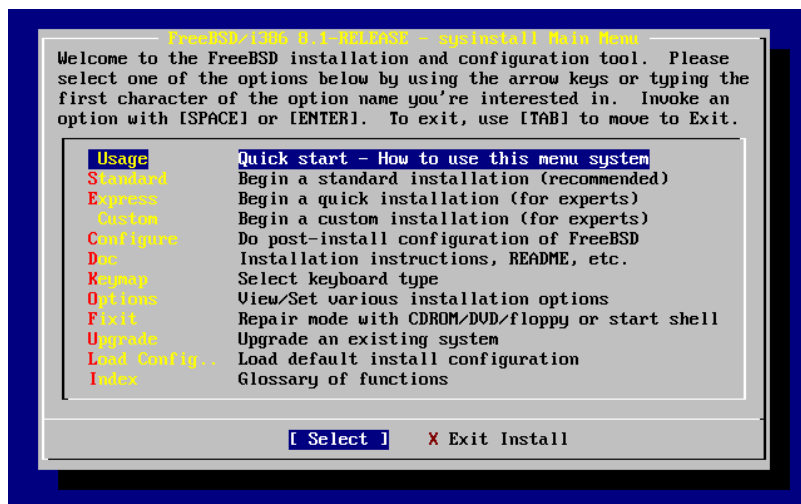 FreeBSD/i386 8.1-RELEASE - sysinstall Main Menu
Welcome to the FreeBSD installation and configuration tool.  Please
select one of the options below by using the arrow keys or typing the
first character of the option name you're interested in.  Invoke an
option with [SPACE] or [ENTER].  To exit, use [TAB] to move to Exit.
Usage Quick start - How to use this menu system
Standard Begin a standard installation (recommended)
Express Begin a quick installation (for experts)
Custom Begin a custom installation (for experts)
Configure Do post-install configuration of FreeBSD
Doc Installation instructions, README, etc.
Keymap Select keyboard type
Options View/Set various installation options
Fixit Repair mode with CDROM/DVD/floppy or start shell
Upgrade Upgrade an existing system
Load Config.. Load default install configuration
Index Glossary of functions
[ Select ] X Exit Install